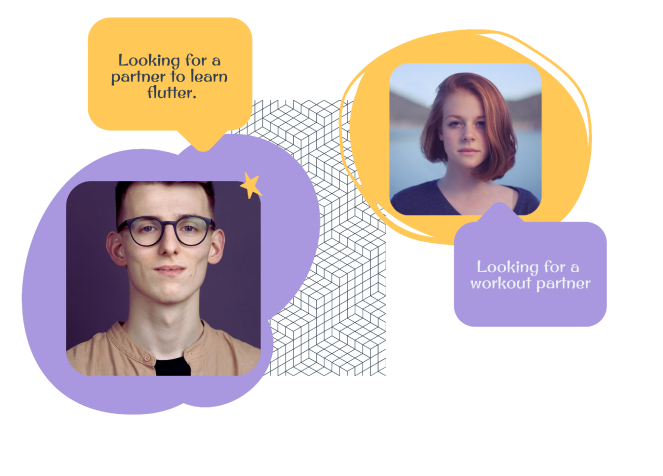 Looking for a
partner to learn
flutter.
Looking for a
workout partner